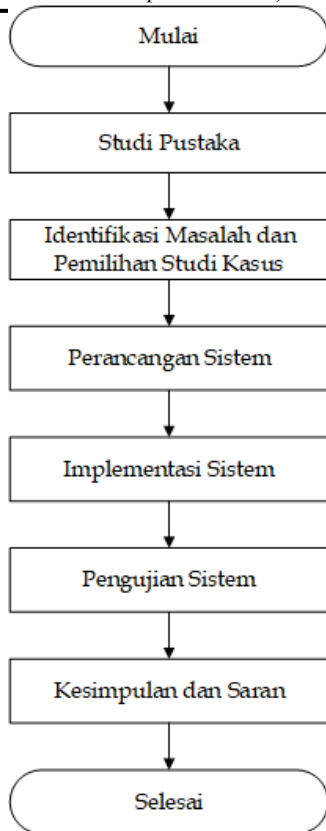 Mulai
Studi Pustaka
Identifikasi Masalah dan
Pemilihan Studi Kasus
Perancangan Sistem
Implementasi Sistem
Pengujian Sistem
Kesimpulan dan Saran
Selesai